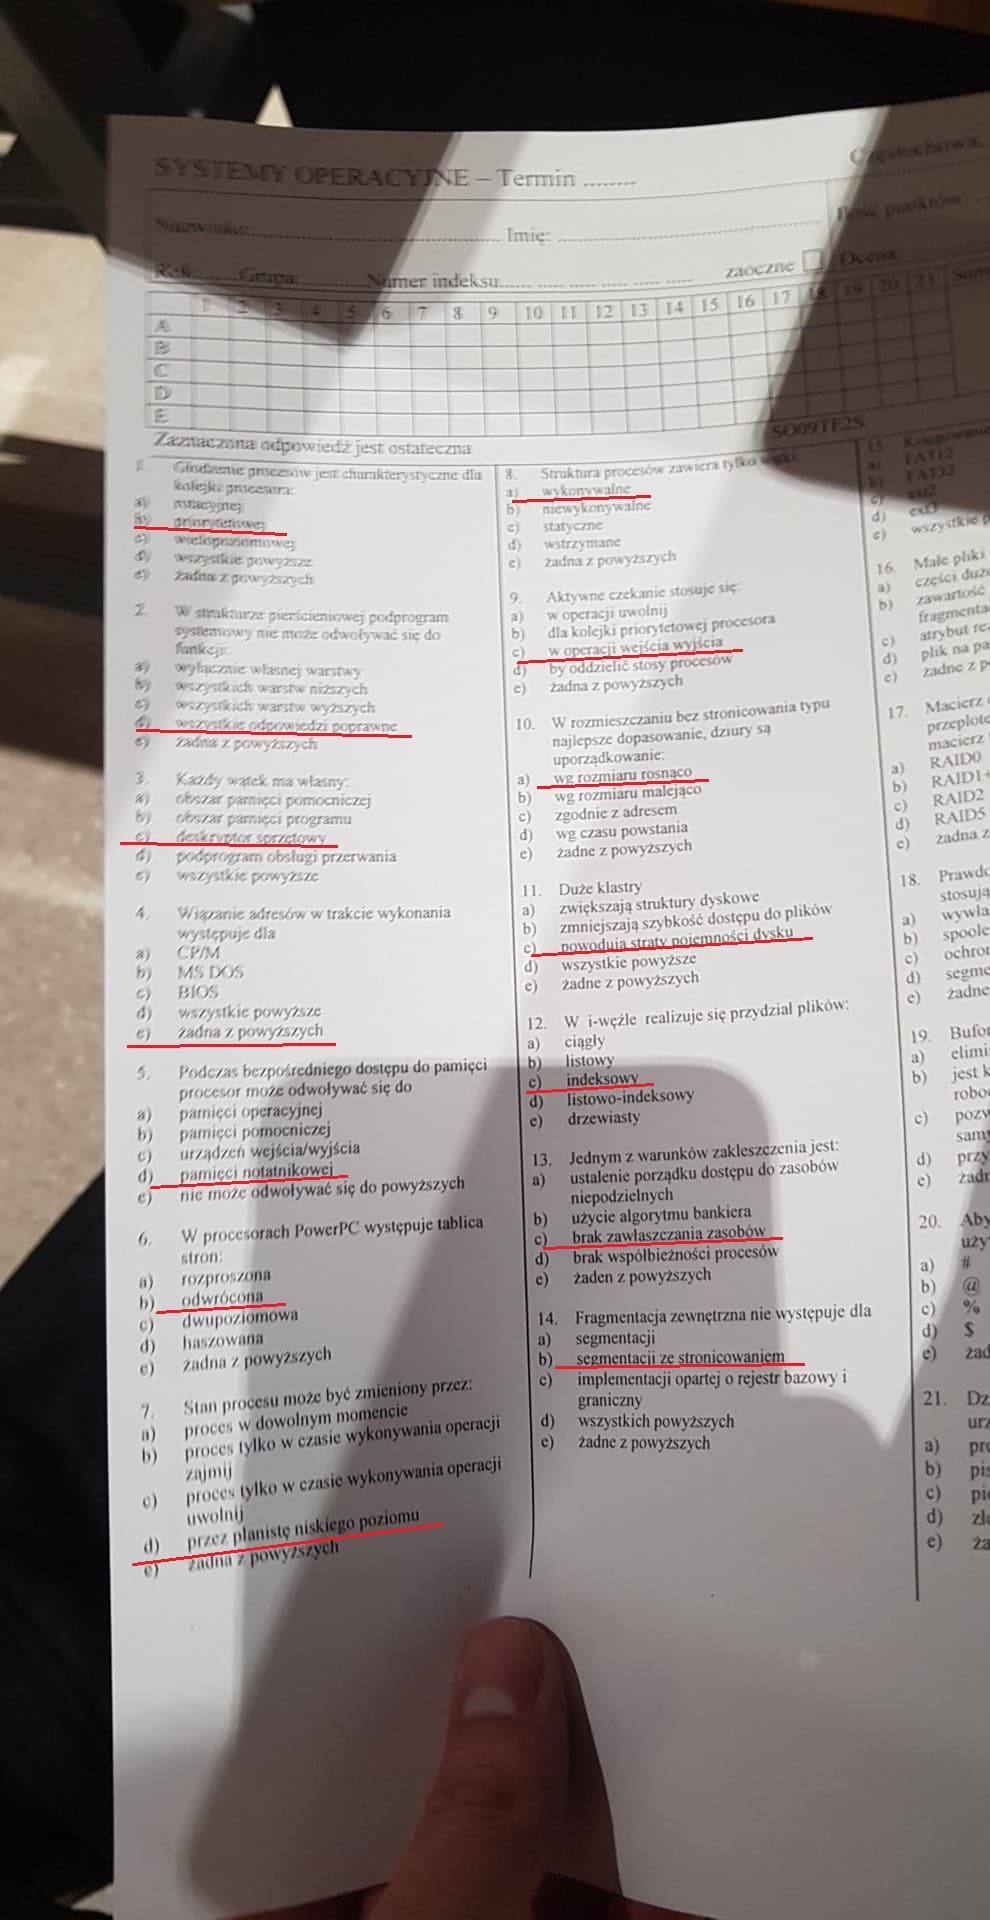 SYSTEMY OPERACYJNE – Termin ........
Częstochowa,
Nazwisko: Imię:
Ilość punktów
Rok Grupa: Numer indeksu
zaoczne Ocena
1 2 3 4 5 6 7 8 9 10 11 12 13 14 15 16 17 18 19 20 21 Sum
A
B
C
D
E
Zaznaczona odpowiedź jest ostateczna
SO09TE2S
1. Głodzenie procesów jest charakterystyczne dla
kolejki procesora:
a) rotacyjnej
b) priorytetowej
c) wielopoziomowej
d) wszystkie powyższe
e) żadna z powyższych
2. W strukturze pierścieniowej podprogram
systemowy nie może odwoływać się do
funkcji:
a) wyłącznie własnej warstwy
b) wszystkich warstw niższych
c) wszystkich warstw wyższych
d) wszystkie odpowiedzi poprawne
e) żadna z powyższych
3. Każdy wątek ma własny:
a) obszar pamięci pomocniczej
b) obszar pamięci programu
c) deskryptor sprzętowy
d) podprogram obsługi przerwania
e) wszystkie powyższe
4. Wiązanie adresów w trakcie wykonania
występuje dla
a) CP/M
b) MS DOS
c) BIOS
d) wszystkie powyższe
e) żadna z powyższych
5. Podczas bezpośredniego dostępu do pamięci
procesor może odwoływać się do
a) pamięci operacyjnej
b) pamięci pomocniczej
c) urządzeń wejścia/wyjścia
d) pamięci notatnikowej
e) nie może odwoływać się do powyższych
6. W procesorach PowerPC występuje tablica
stron:
a) rozproszona
b) odwrócona
c) dwupoziomowa
d) haszowana
e) żadna z powyższych
7. Stan procesu może być zmieniony przez:
a) proces w dowolnym momencie
b) proces tylko w czasie wykonywania operacji
zajmij
c) proces tylko w czasie wykonywania operacji
uwolnij
d) przez planistę niskiego poziomu
e) żadna z powyższych
8. Struktura procesów zawiera tylko wątki
a) wykonywalne
b) niewykonywalne
c) statyczne
d) wstrzymane
e) żadna z powyższych
9. Aktywne czekanie stosuje się:
a) w operacji uwolnij
b) dla kolejki priorytetowej procesora
c) w operacji wejścia wyjścia
d) by oddzielić stosy procesów
e) żadna z powyższych
10. W rozmieszczaniu bez stronicowania typu
najlepsze dopasowanie, dziury są
uporządkowane:
a) wg rozmiaru rosnąco
b) wg rozmiaru malejąco
c) zgodnie z adresem
d) wg czasu powstania
e) żadne z powyższych
11. Duże klastry
a) zwiększają struktury dyskowe
b) zmniejszają szybkość dostępu do plików
c) powodują straty pojemności dysku
d) wszystkie powyższe
e) żadne z powyższych
12. W i-węźle realizuje się przydział plików:
a) ciągły
b) listowy
c) indeksowy
d) listowo-indeksowy
e) drzewiasty
13. Jednym z warunków zakleszczenia jest:
a) ustalenie porządku dostępu do zasobów
niepodzielnych
b) użycie algorytmu bankiera
c) brak zawłaszczania zasobów
d) brak współbieżności procesów
e) żaden z powyższych
14. Fragmentacja zewnętrzna nie występuje dla
a) segmentacji
b) segmentacji ze stronicowaniem
c) implementacji opartej o rejestr bazowy i
graniczny
d) wszystkich powyższych
e) żadne z powyższych
15 Księgowanie
a) FAT12
b) FAT32
c) ext2
d) ext3
e) wszystkie p
16. Małe pliki
a) części duże
b) zawartość
fragmenta
c) atrybut re
d) plik na pa
e) żadne z p
17. Macierz
przeplote
macierz
a) RAID0
b) RAID1+
c) RAID2
d) RAID5
e) żadna z
18. Prawdo
stosują
a) wywła
b) spoole
c) ochror
d) segme
e) żadne
19. Bufor
a) elimi
b) jest k
robo
c) pozw
samy
d) przy
e) żadn
20. Aby
uży
a) #
b) @
c) %
d) $
e) żad
21. Dz
urz
a) pro
b) pis
c) pi
d) zł
e) ża